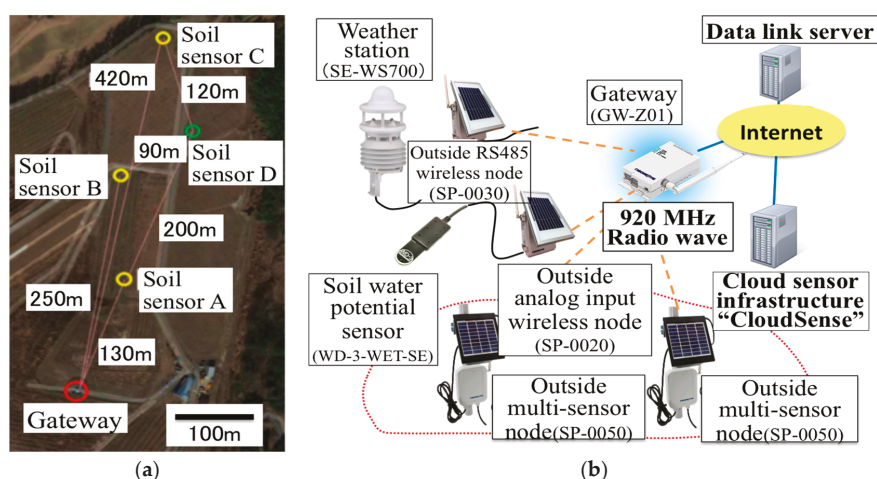 Soil
sensor C
420m
120m
90m
Soil
sensor D
Soil
sensor B
200m
Soil
sensor A
250m
130m
Gateway
100m
(a)
Weather
station
(SE-WS700)
Outside RS485
wireless node
(SP-0030)
Gateway
(GW-Z01)
Data link server
Internet
920 MHz
Radio wave
Cloud sensor
infrastructure
“CloudSense”
Soil water
potential
sensor
(WD-3-WET-SE)
Outside
analog input
wireless node
(SP-0020)
Outside
multi-sensor
node(SP-0050)
Outside
multi-sensor
node(SP-0050)
(b)